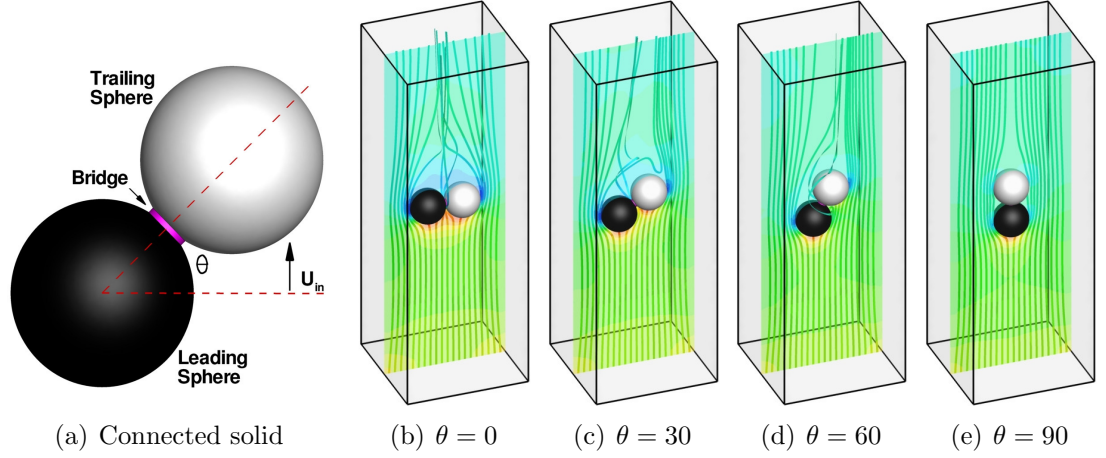 Trailing
Sphere
Bridge
θ
U_in
Leading
Sphere
(a) Connected solid
(b) θ = 0
(c) θ = 30
(d) θ = 60
(e) θ = 90